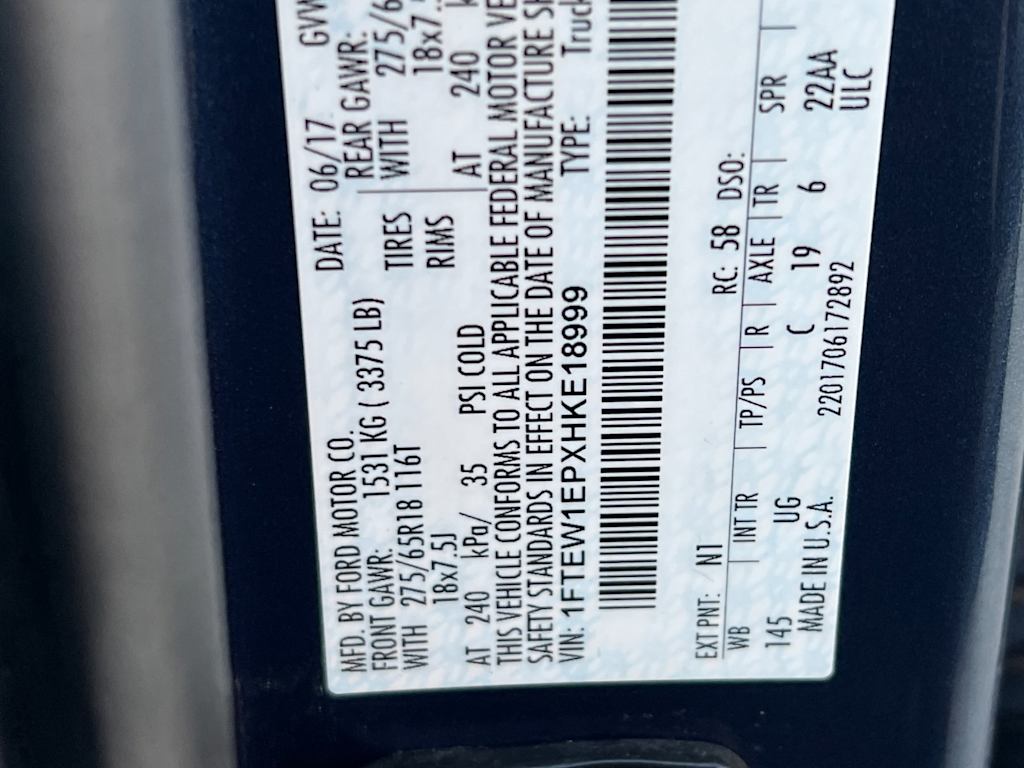 MFD. BY FORD MOTOR CO.
DATE: 06/17
FRONT GAWR: 1531 KG ( 3375 LB)
REAR GAWR:
WITH 275/65R18 116T TIRES WITH
18x7.5J RIMS
AT 240 kPa/ 35 PSI COLD AT 240
THIS VEHICLE CONFORMS TO ALL APPLICABLE FEDERAL MOTOR
SAFETY STANDARDS IN EFFECT ON THE DATE OF MANUFACTURE
VIN: 1FTEW1EPXHKE18999 TYPE:
EXT PNT: N1 RC: 58 DSO:
WB INT TR TP/PS R AXLE TR SPR
145 UG C 19 6 22AA
MADE IN U.S.A. 2201706172892 ULC